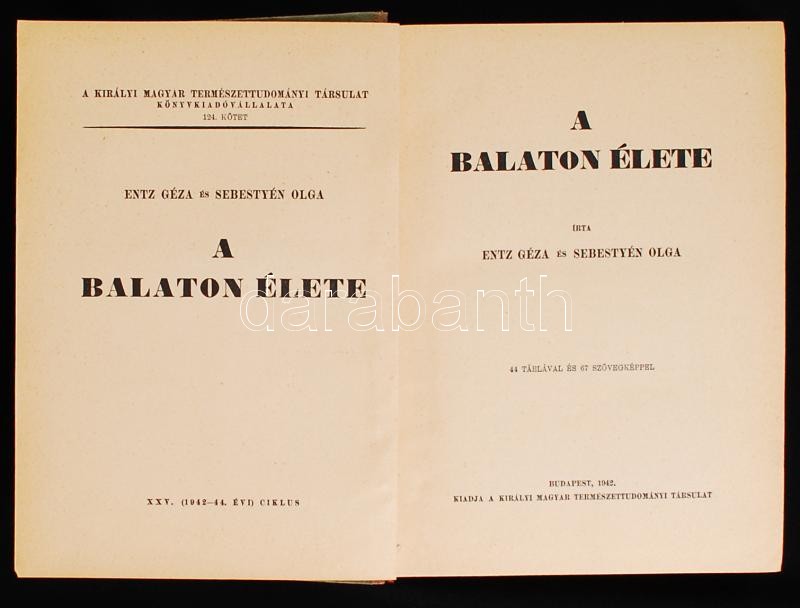 A KIRÁLYI MAGYAR TERMÉSZETTUDOMÁNYI TÁRSULAT
KÖNYVKIADÓVÁLLALATA
124. KÖTET
ENTZ GÉZA ÉS SEBESTYÉN OLGA
A
BALATON ÉLETE
XXV. (1942–44. ÉVI) CIKLUS
A
BALATON ÉLETE
ÍRTA
ENTZ GÉZA ÉS SEBESTYÉN OLGA
44 TÁBLÁVAL ÉS 67 SZÖVEGKÉPPEL
BUDAPEST, 1942.
KIADJA A KIRÁLYI MAGYAR TERMÉSZETTUDOMÁNYI TÁRSULAT
darabanth